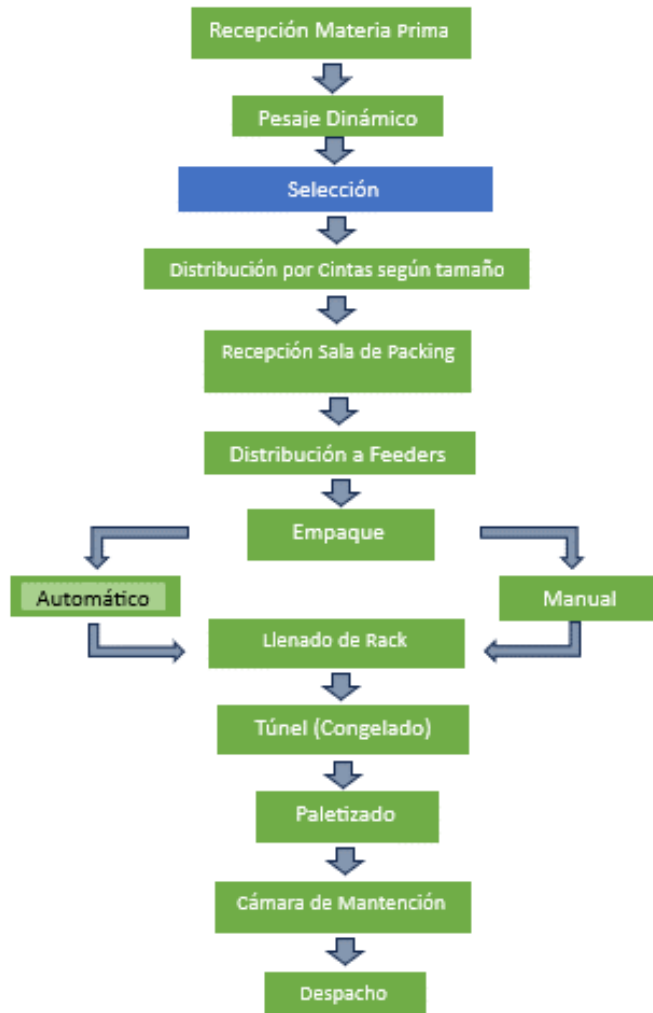 Recepción Materia Prima
Pesaje Dinámico
Selección
Distribución por Cintas según tamaño
Recepción Sala de Packing
Distribución a Feeders
Empaque
Automático
Manual
Llenado de Rack
Túnel (Congelado)
Paletizado
Cámara de Mantención
Despacho